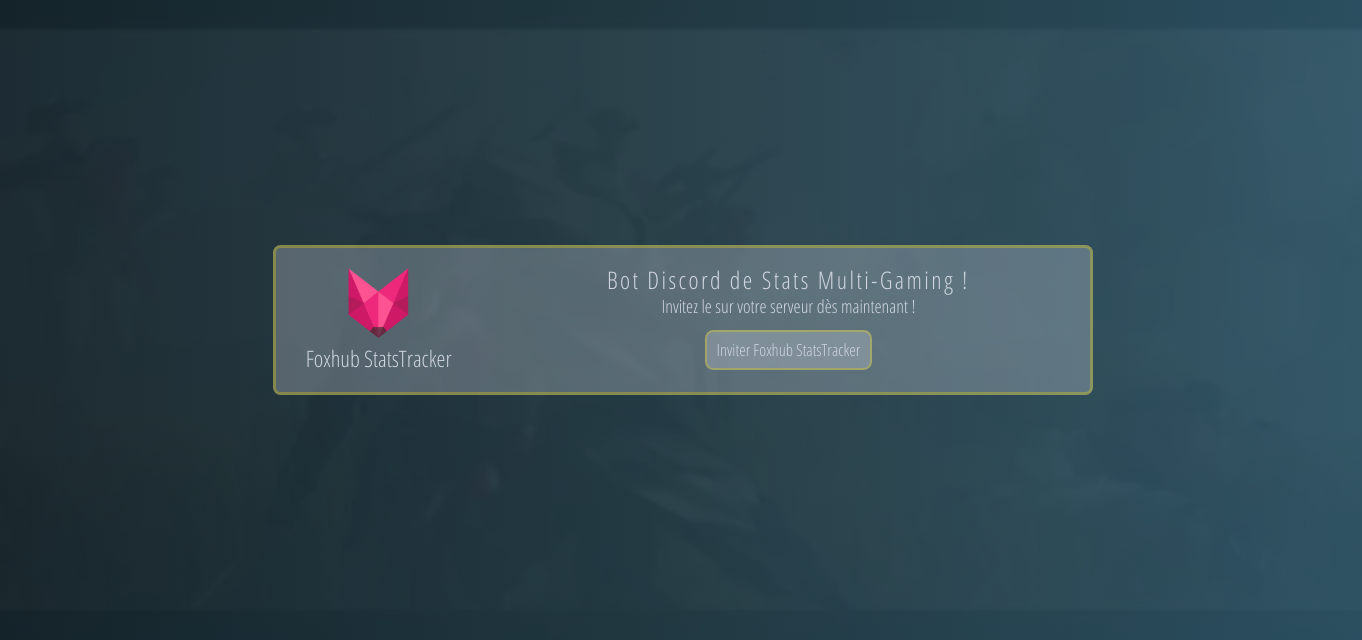 Bot Discord de Stats Multi-Gaming !
Invitez le sur votre serveur dès maintenant !
Inviter Foxhub StatsTracker
Foxhub StatsTracker